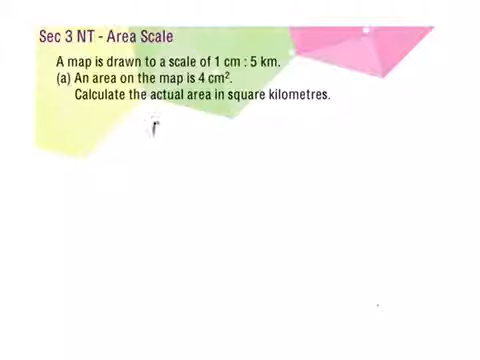 Sec 3 NT - Area Scale
A map is drawn to a scale of 1 cm : 5 km.
(a) An area on the map is 4 cm².
Calculate the actual area in square kilometres.